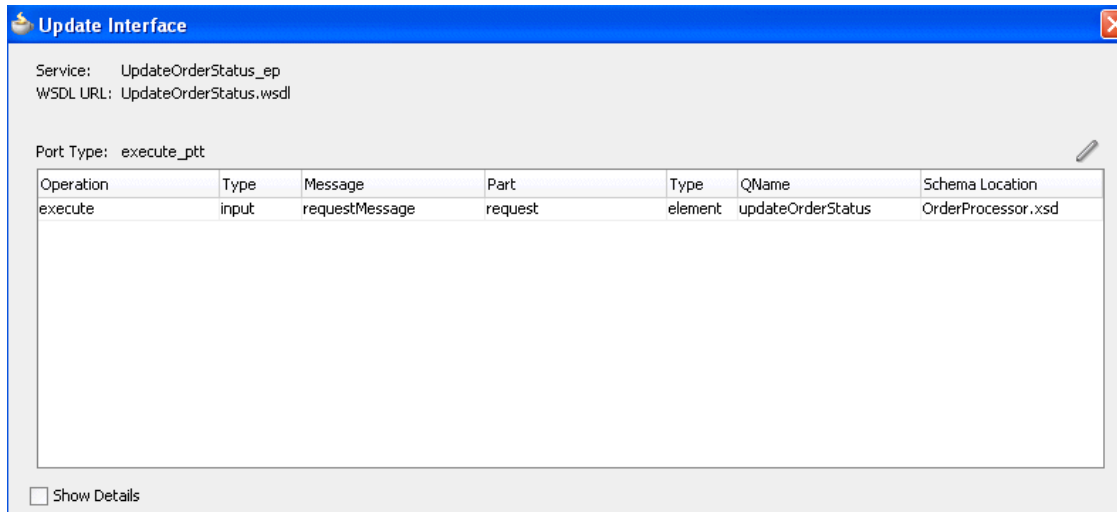 Update Interface
Service: UpdateOrderStatus_ep
WSDL URL: UpdateOrderStatus.wsdl
Port Type: execute_ptt
Operation Type Message Part Type QName Schema Location
execute input requestMessage request element updateOrderStatus OrderProcessor.xsd
Show Details